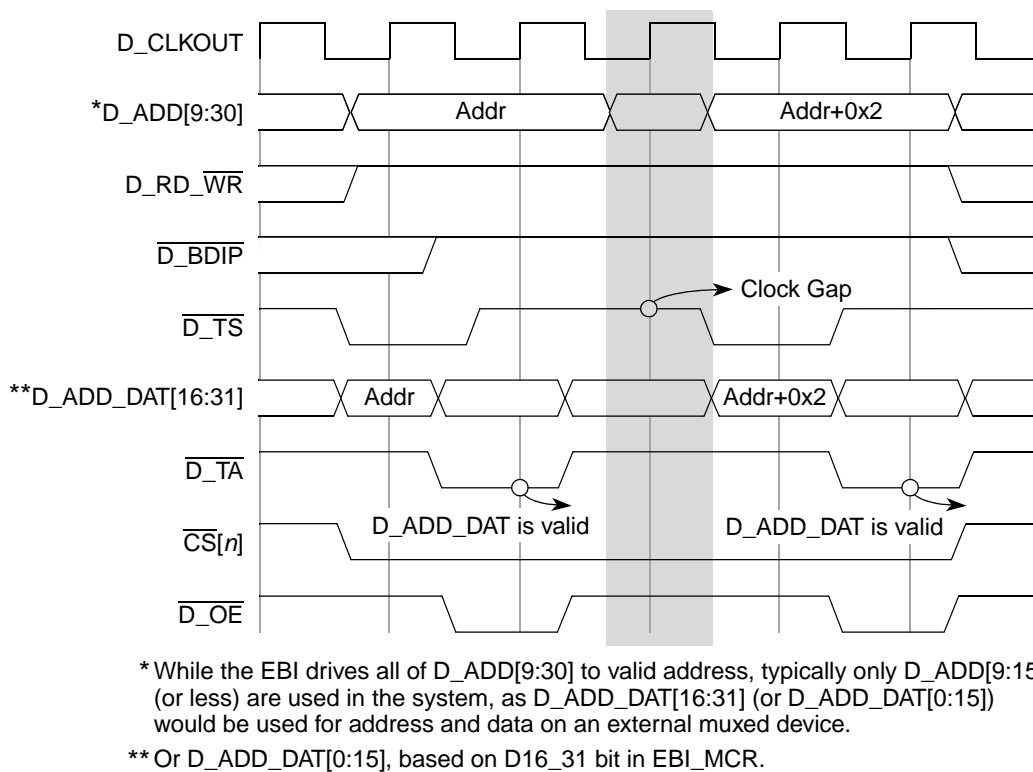 D_CLKOUT
*D_ADD[9:30]
Addr
Addr+0x2
D_RD_WR
D_BDIP
Clock Gap
D_TS
**D_ADD_DAT[16:31]
Addr
Addr+0x2
D_TA
D_ADD_DAT is valid
D_ADD_DAT is valid
CS[n]
D_OE
* While the EBI drives all of D_ADD[9:30] to valid address, typically only D_ADD[9:15
(or less) are used in the system, as D_ADD_DAT[16:31] (or D_ADD_DAT[0:15])
would be used for address and data on an external muxed device.
** Or D_ADD_DAT[0:15], based on D16_31 bit in EBI_MCR.